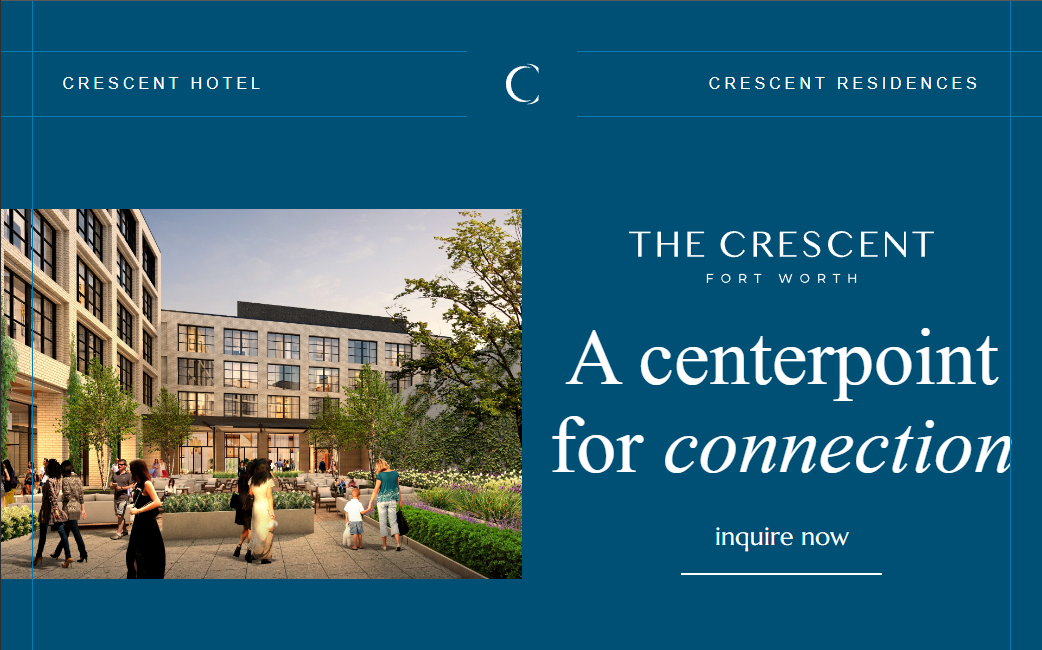 CRESCENT HOTEL
C
CRESCENT RESIDENCES
THE CRESCENT
FORT WORTH
A centerpoint
for connection
inquire now